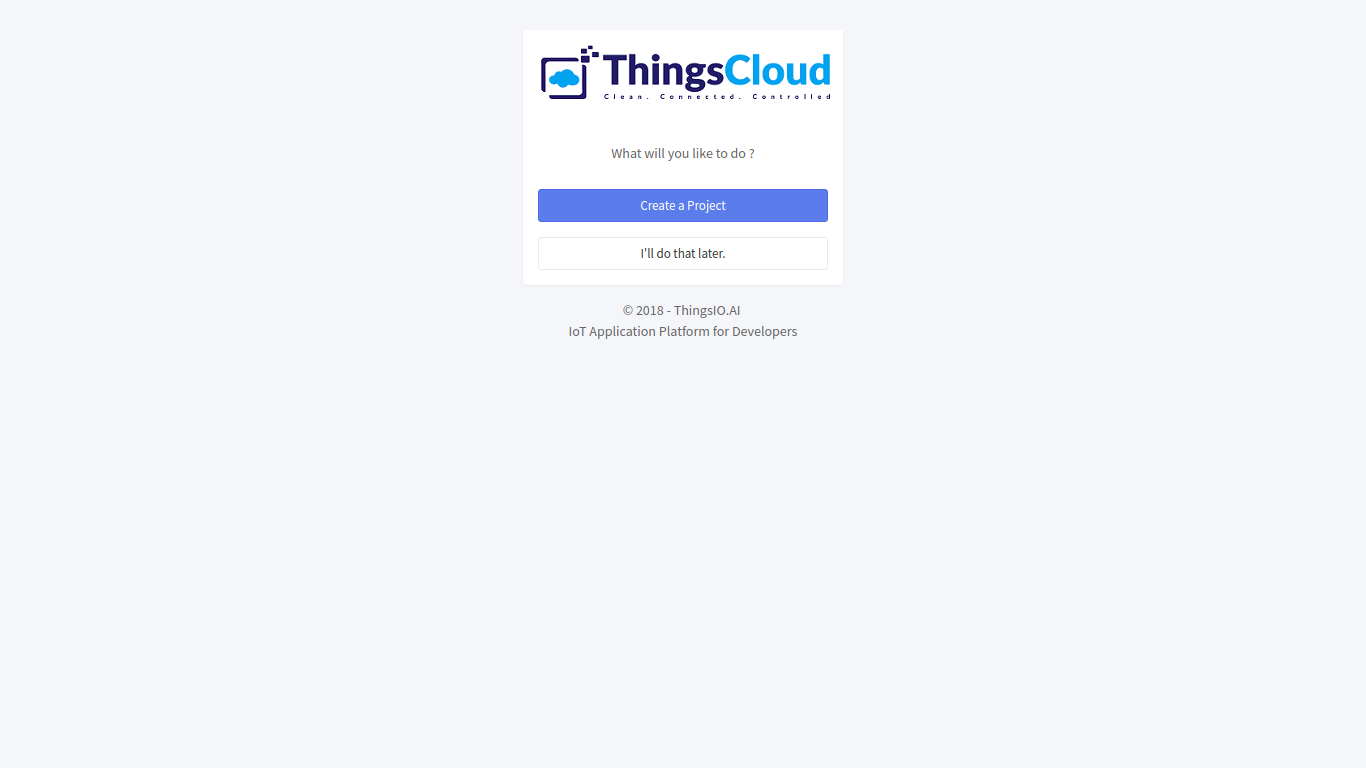 ThingsCloud
Clean. Connected. Controlled
What will you like to do ?
Create a Project
I'll do that later.
© 2018 - ThingsIO.AI
IoT Application Platform for Developers